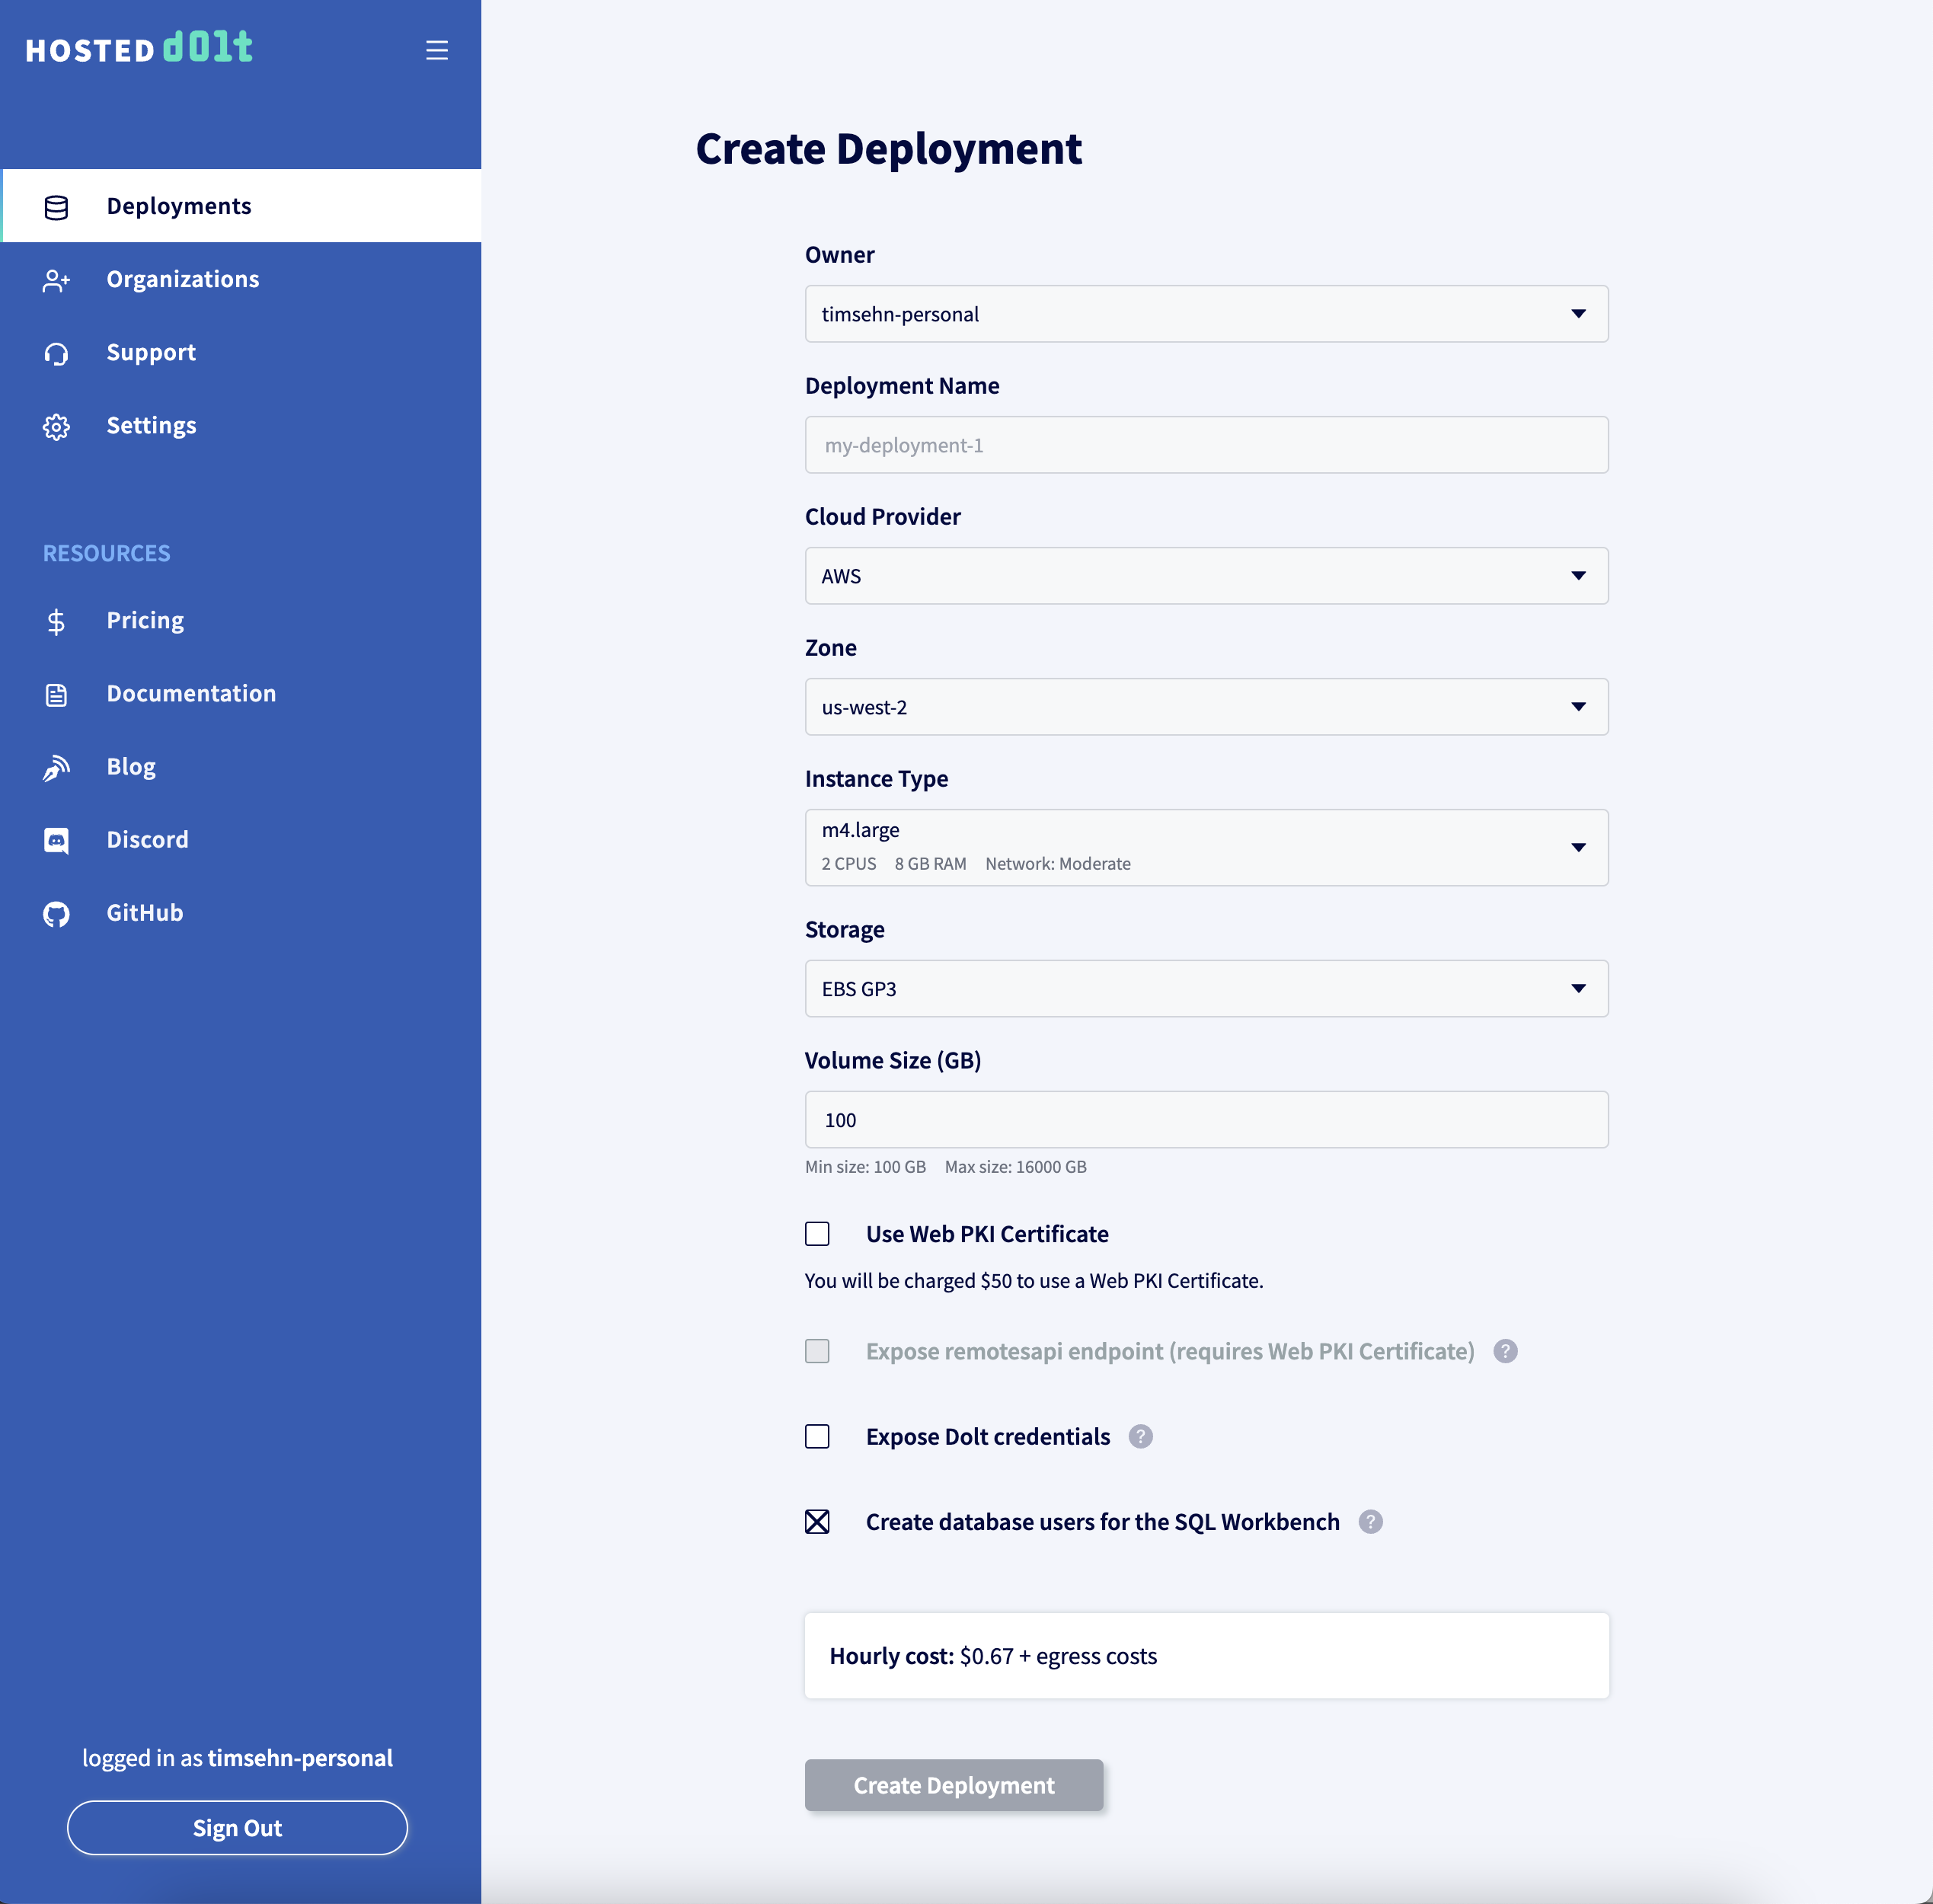 HOSTED dolt
Deployments
Organizations
Support
Settings
RESOURCES
Pricing
Documentation
Blog
Discord
GitHub
logged in as timsehn-personal
Sign Out
Create Deployment
Owner
timsehn-personal
Deployment Name
my-deployment-1
Cloud Provider
AWS
Zone
us-west-2
Instance Type
m4.large
2 CPUS 8 GB RAM Network: Moderate
Storage
EBS GP3
Volume Size (GB)
100
Min size: 100 GB Max size: 16000 GB
Use Web PKI Certificate
You will be charged $50 to use a Web PKI Certificate.
Expose remotesapi endpoint (requires Web PKI Certificate) ?
Expose Dolt credentials ?
Create database users for the SQL Workbench ?
Hourly cost: $0.67 + egress costs
Create Deployment